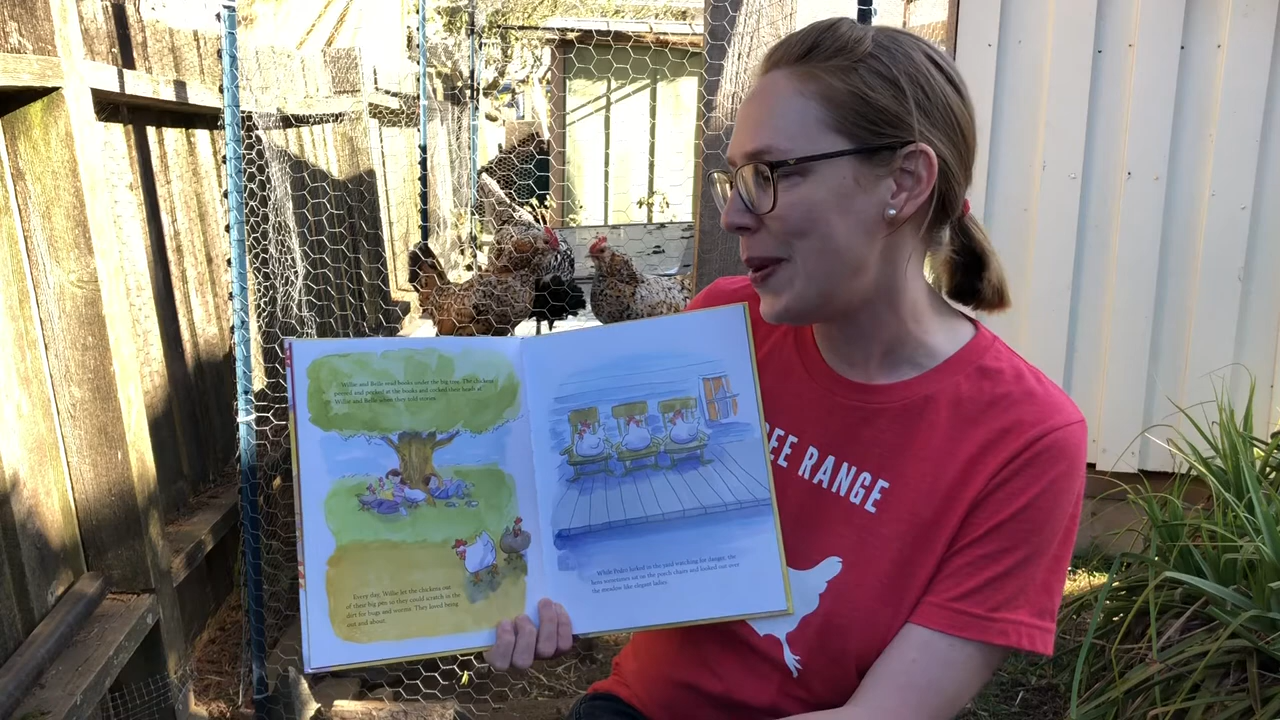 Willie and Belle read books under the big tree. The chickens
peered and pecked at the books and cocked their heads at
Willie and Belle when they told stories.
Every day, Willie let the chickens out
of their big pen so they could scratch in the
dirt for bugs and worms. They loved being
out and about.
While Pedro lurked in the yard watching for danger, the
hens sometimes sat on the porch chairs and looked out over
the meadow like elegant ladies.
EE RANGE